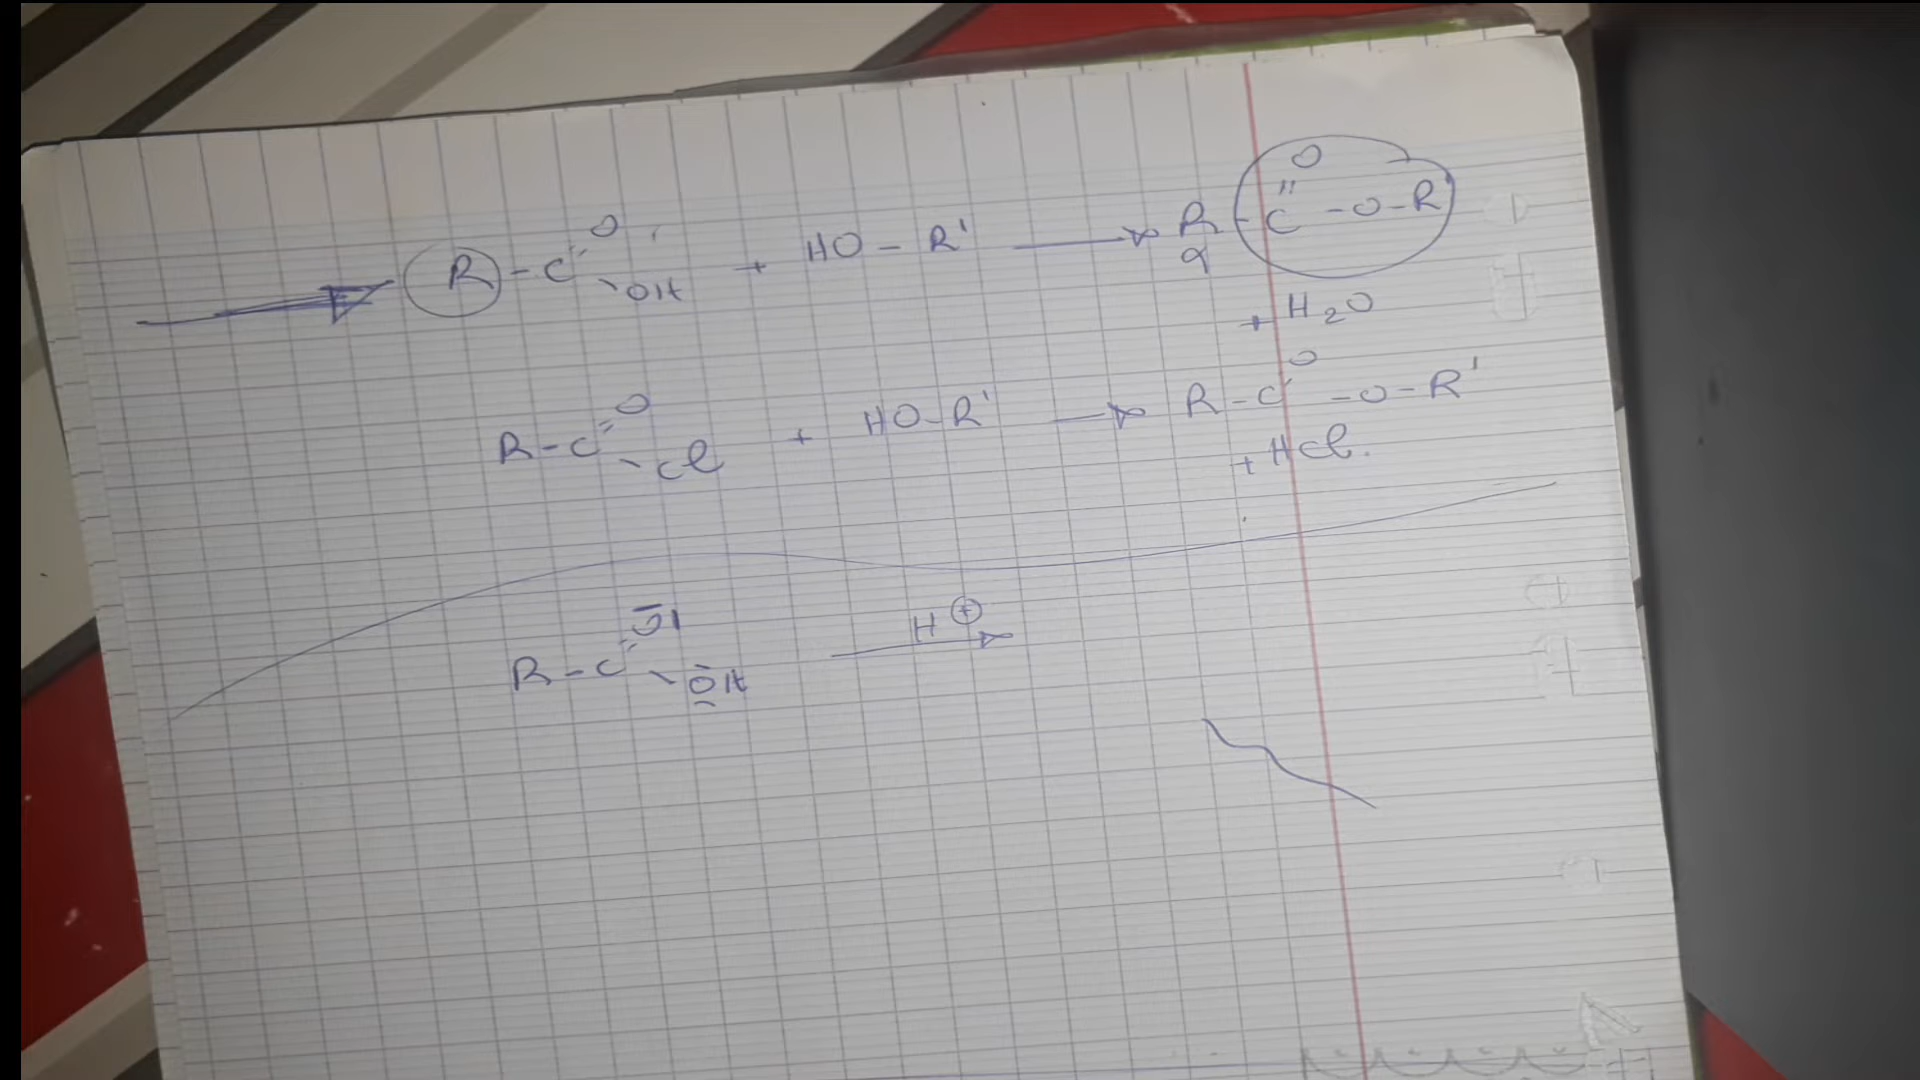 O O
R - C = O OH + HO - R' → R - C - O - R'
α
+ H2O
R - C = O - Cl + HO - R' → R - C = O - O - R'
+ HCl.
R - C = O - OH H⊕ →